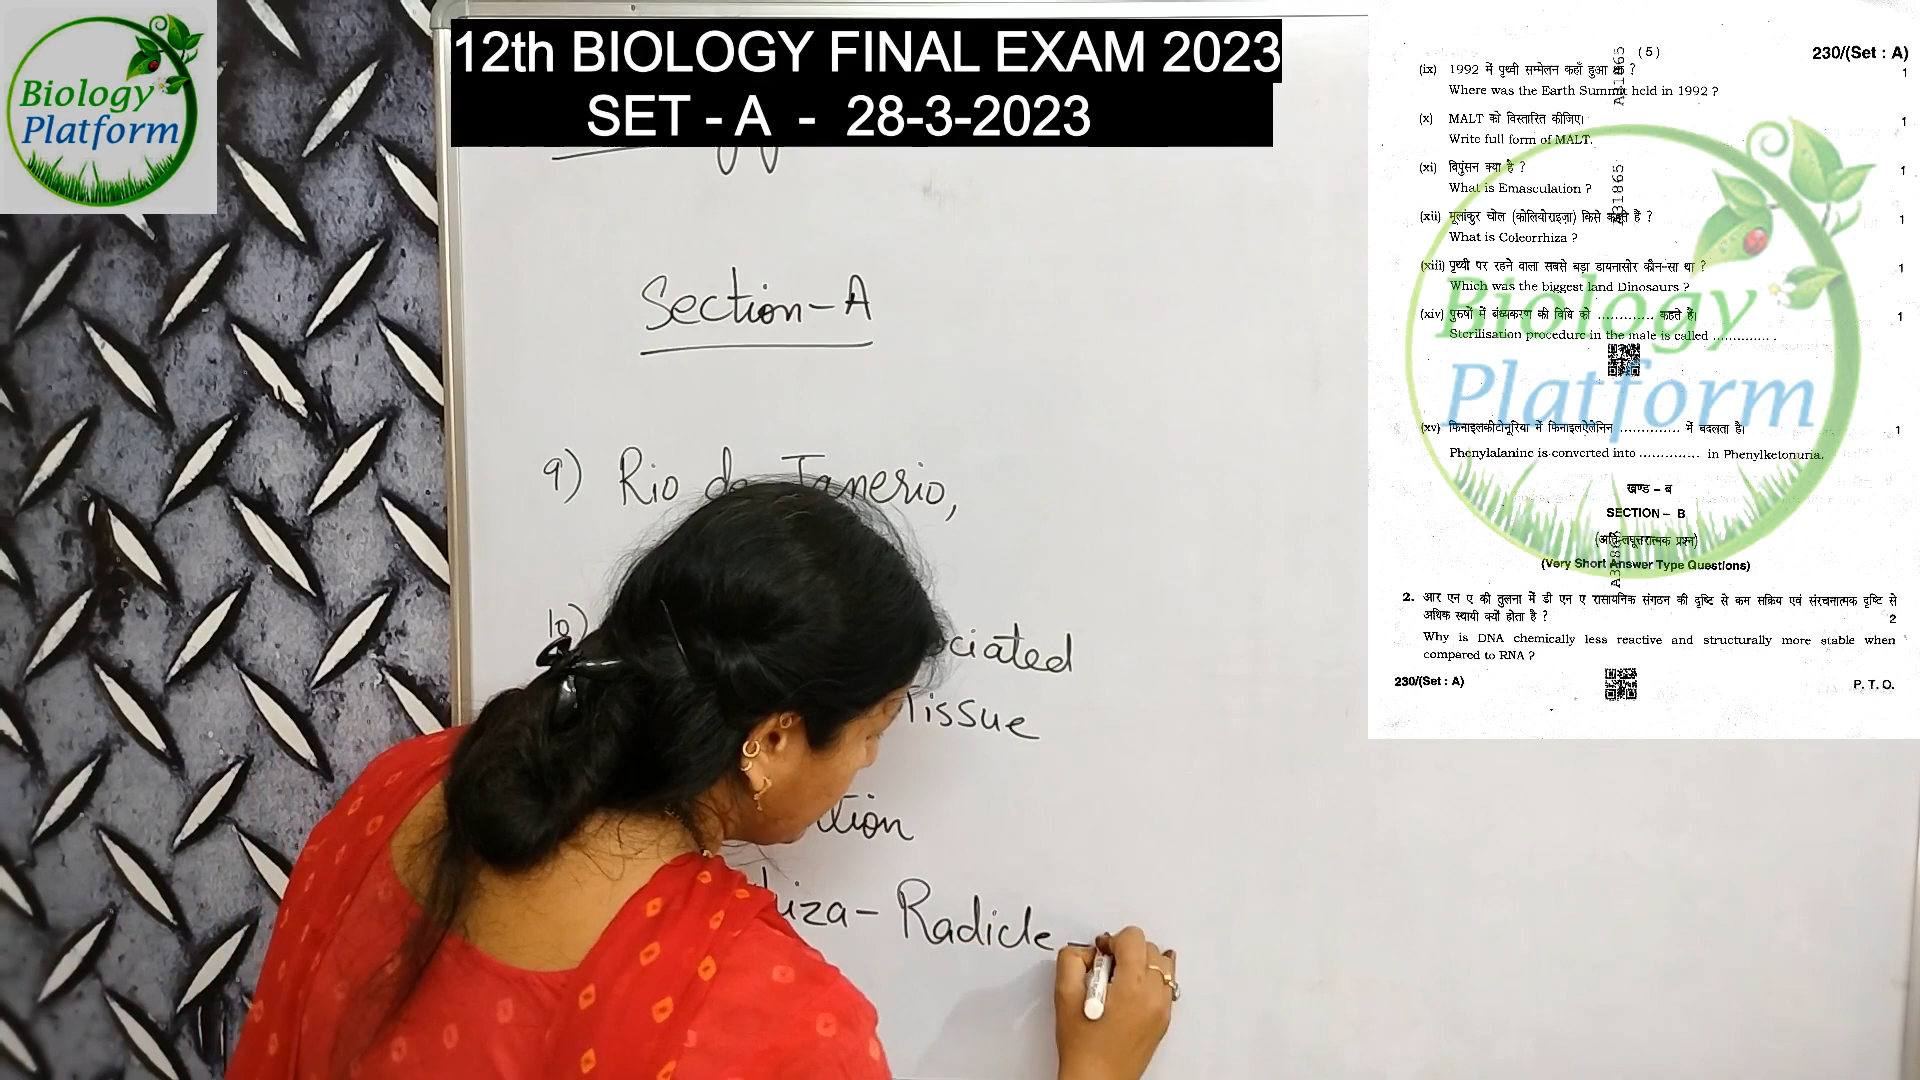 Biology
Platform
12th BIOLOGY FINAL EXAM 2023
SET - A - 28-3-2023
Section-A
9) Rio de Janerio,
10)
ociated
Tissue
tion
hiza - Radicle -
(5)
230/(Set : A)
(ix) 1992 में पृथ्वी सम्मेलन कहाँ हुआ था ?
1
Where was the Earth Summit held in 1992 ?
(x) MALT को विस्तारित कीजिए।
1
Write full form of MALT.
(xi) विपुंसन क्या है ?
1
What is Emasculation ?
(xii) मूलांकुर चोल (कोलियोराइज़ा) किसे कहते हैं ?
1
What is Coleorrhiza ?
(xiii) पृथ्वी पर रहने वाला सबसे बड़ा डायनासोर कौन-सा था ?
1
Which was the biggest land Dinosaurs ?
(xiv) पुरुषों में बंध्यकरण की विधि को ............. कहते हैं।
1
Sterilisation procedure in the male is called ............. .
Biology
Platform
(xv) फिनाइलकीटोनूरिया में फिनाइलऐलेनिन .............. में बदलता है।
1
Phenylalanine is converted into .............. in Phenylketonuria.
खण्ड – ब
SECTION – B
(अति लघूत्तरात्मक प्रश्न)
(Very Short Answer Type Questions)
2. आर एन ए की तुलना में डी एन ए रासायनिक संगठन की दृष्टि से कम सक्रिय एवं संरचनात्मक दृष्टि से
अधिक स्थायी क्यों होता है ?
2
Why is DNA chemically less reactive and structurally more stable when
compared to RNA ?
230/(Set : A)
P. T. O.
A31865
A31865